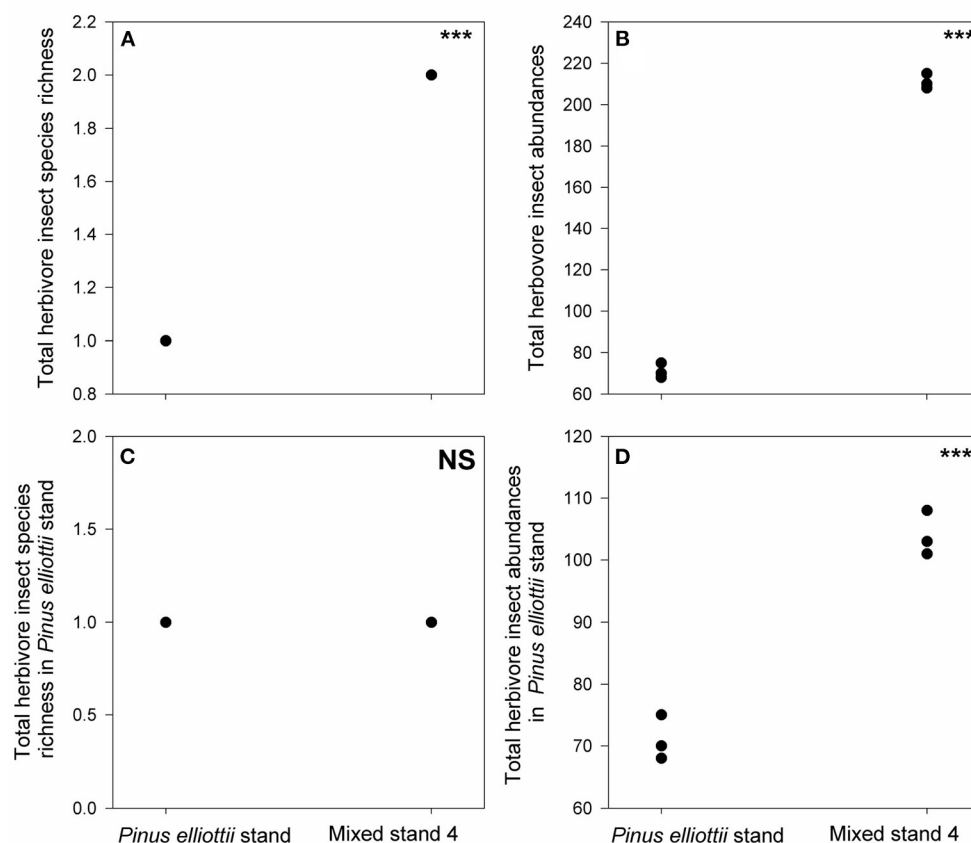 A
***
Total herbivore insect species richness
2.2
2.0
1.8
1.6
1.4
1.2
1.0
0.8
B
***
Total herbovore insect abundances
240
220
200
180
160
140
120
100
80
60
C
NS
Total herbivore insect species
richness in Pinus elliottii stand
2.0
1.5
1.0
0.5
0.0
Pinus elliottii stand
Mixed stand 4
D
***
Total herbivore insect abundances
in Pinus elliottii stand
120
110
100
90
80
70
60
Pinus elliottii stand
Mixed stand 4